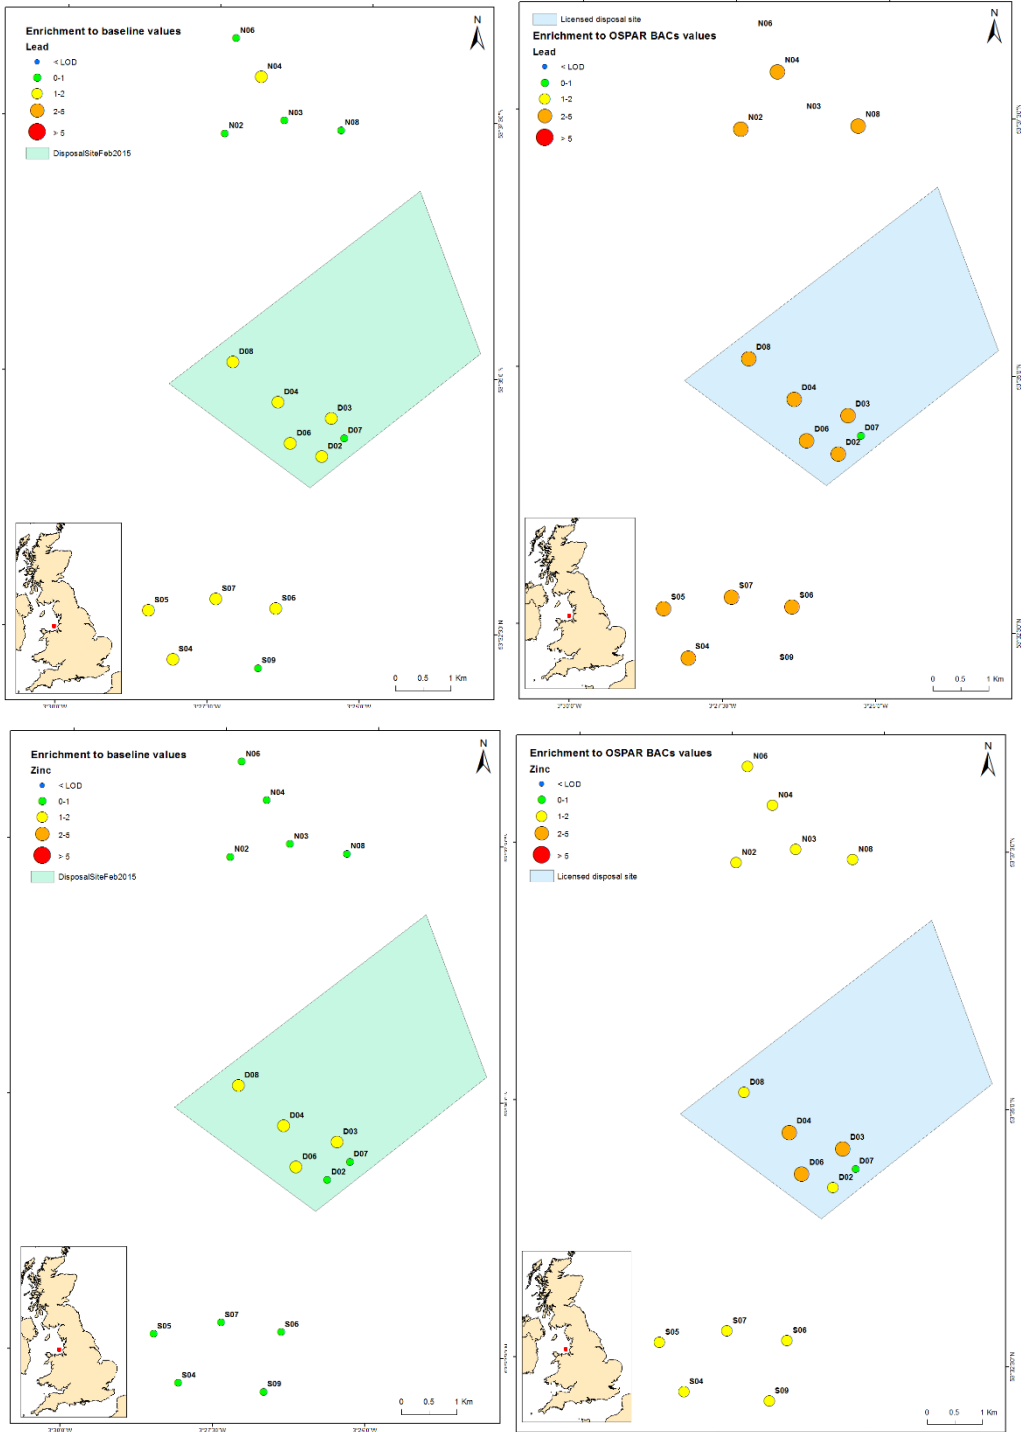 Enrichment to baseline values
Lead
< LOD
0-1
1-2
2-5
> 5
DisposalSiteFeb2015
N
N06
N04
N03
N02
N08
D08
D04
D03
D06
D07
D02
S07
S05
S06
S04
S09
0 0.5 1 Km
Licensed disposal site
Enrichment to OSPAR BACs values
Lead
< LOD
0-1
1-2
2-5
> 5
N
N06
N04
N03
N02
N08
D08
D04
D03
D06
D07
D02
S07
S05
S06
S04
S09
0 0.5 1 Km
Enrichment to baseline values
Zinc
< LOD
0-1
1-2
2-5
> 5
DisposalSiteFeb2015
N
N06
N04
N03
N02
N08
D08
D04
D03
D06
D07
D02
S07
S05
S06
S04
S09
0 0.5 1 Km
Enrichment to OSPAR BACs values
Zinc
< LOD
0-1
1-2
2-5
> 5
Licensed disposal site
N
N06
N04
N03
N02
N08
D08
D04
D03
D06
D07
D02
S07
S05
S06
S04
S09
0 0.5 1 Km